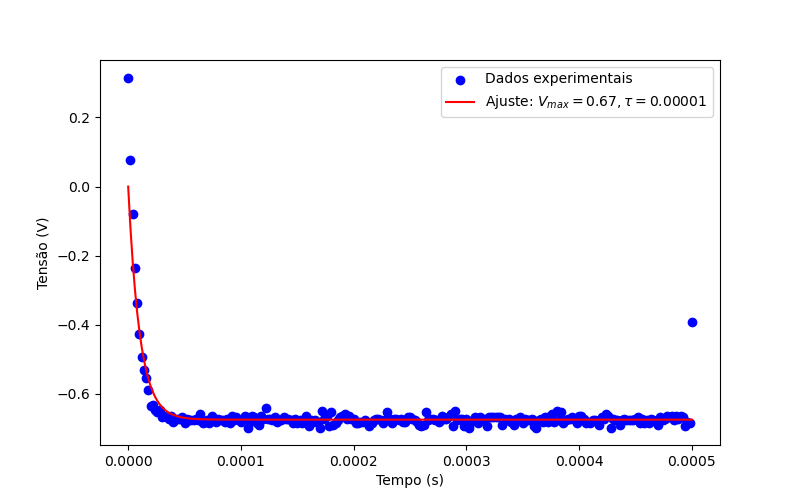 Dados experimentais
Ajuste: V_max = 0.67, τ = 0.00001
0.2
0.0
−0.2
−0.4
−0.6
Tensão (V)
0.0000 0.0001 0.0002 0.0003 0.0004 0.0005
Tempo (s)